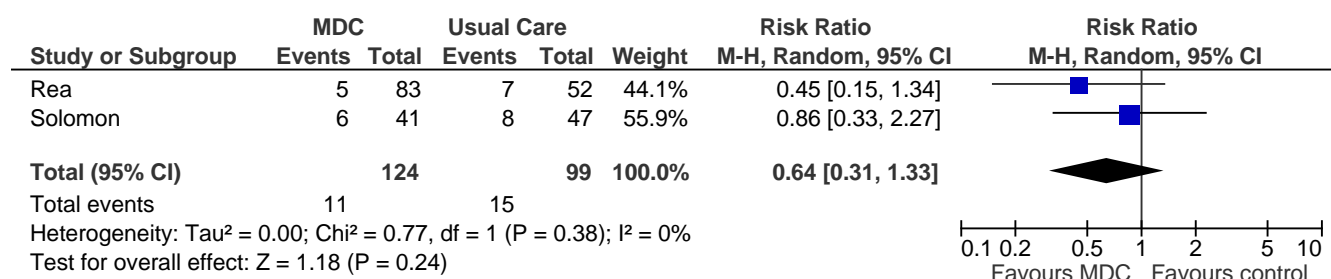 MDC Usual Care Risk Ratio Risk Ratio
Study or Subgroup Events Total Events Total Weight M-H, Random, 95% CI M-H, Random, 95% CI
Rea 5 83 7 52 44.1% 0.45 [0.15, 1.34]
Solomon 6 41 8 47 55.9% 0.86 [0.33, 2.27]
Total (95% CI) 124 99 100.0% 0.64 [0.31, 1.33]
Total events 11 15
Heterogeneity: Tau² = 0.00; Chi² = 0.77, df = 1 (P = 0.38); I² = 0%
Test for overall effect: Z = 1.18 (P = 0.24)
0.1 0.2 0.5 1 2 5 10
Favours MDC Favours control